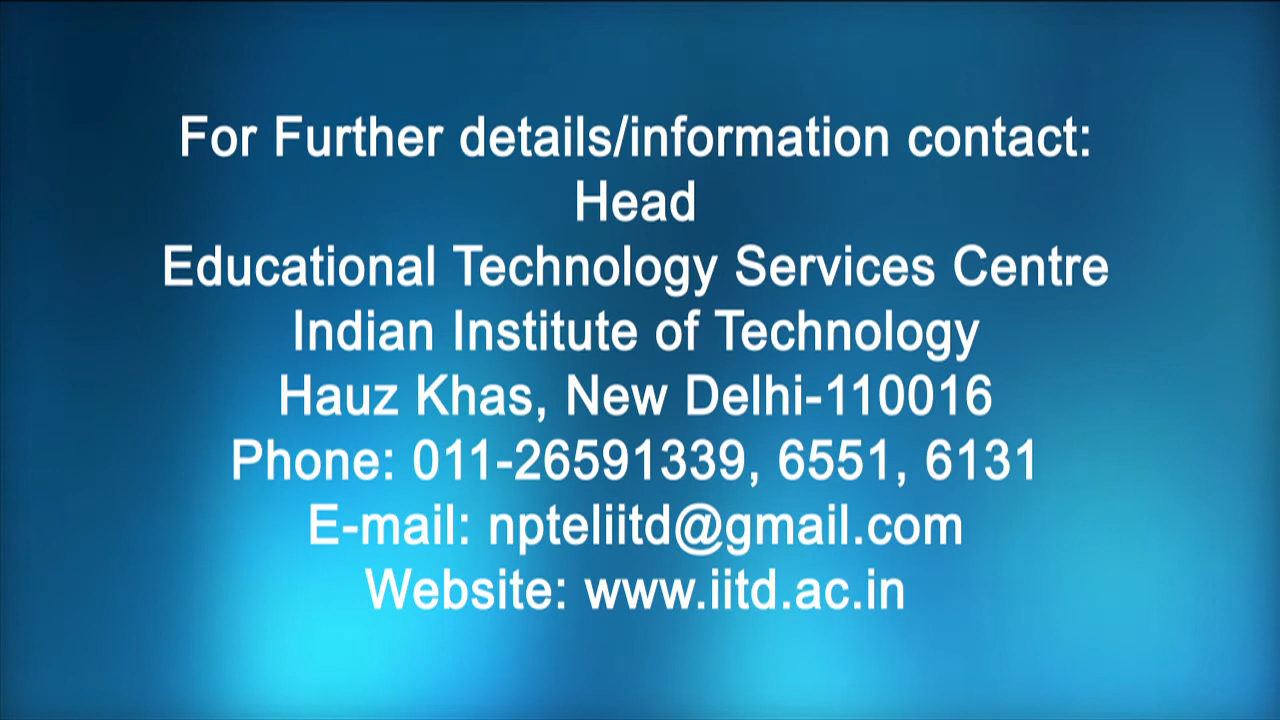 For Further details/information contact:
Head
Educational Technology Services Centre
Indian Institute of Technology
Hauz Khas, New Delhi-110016
Phone: 011-26591339, 6551, 6131
E-mail: npteliitd@gmail.com
Website: www.iitd.ac.in